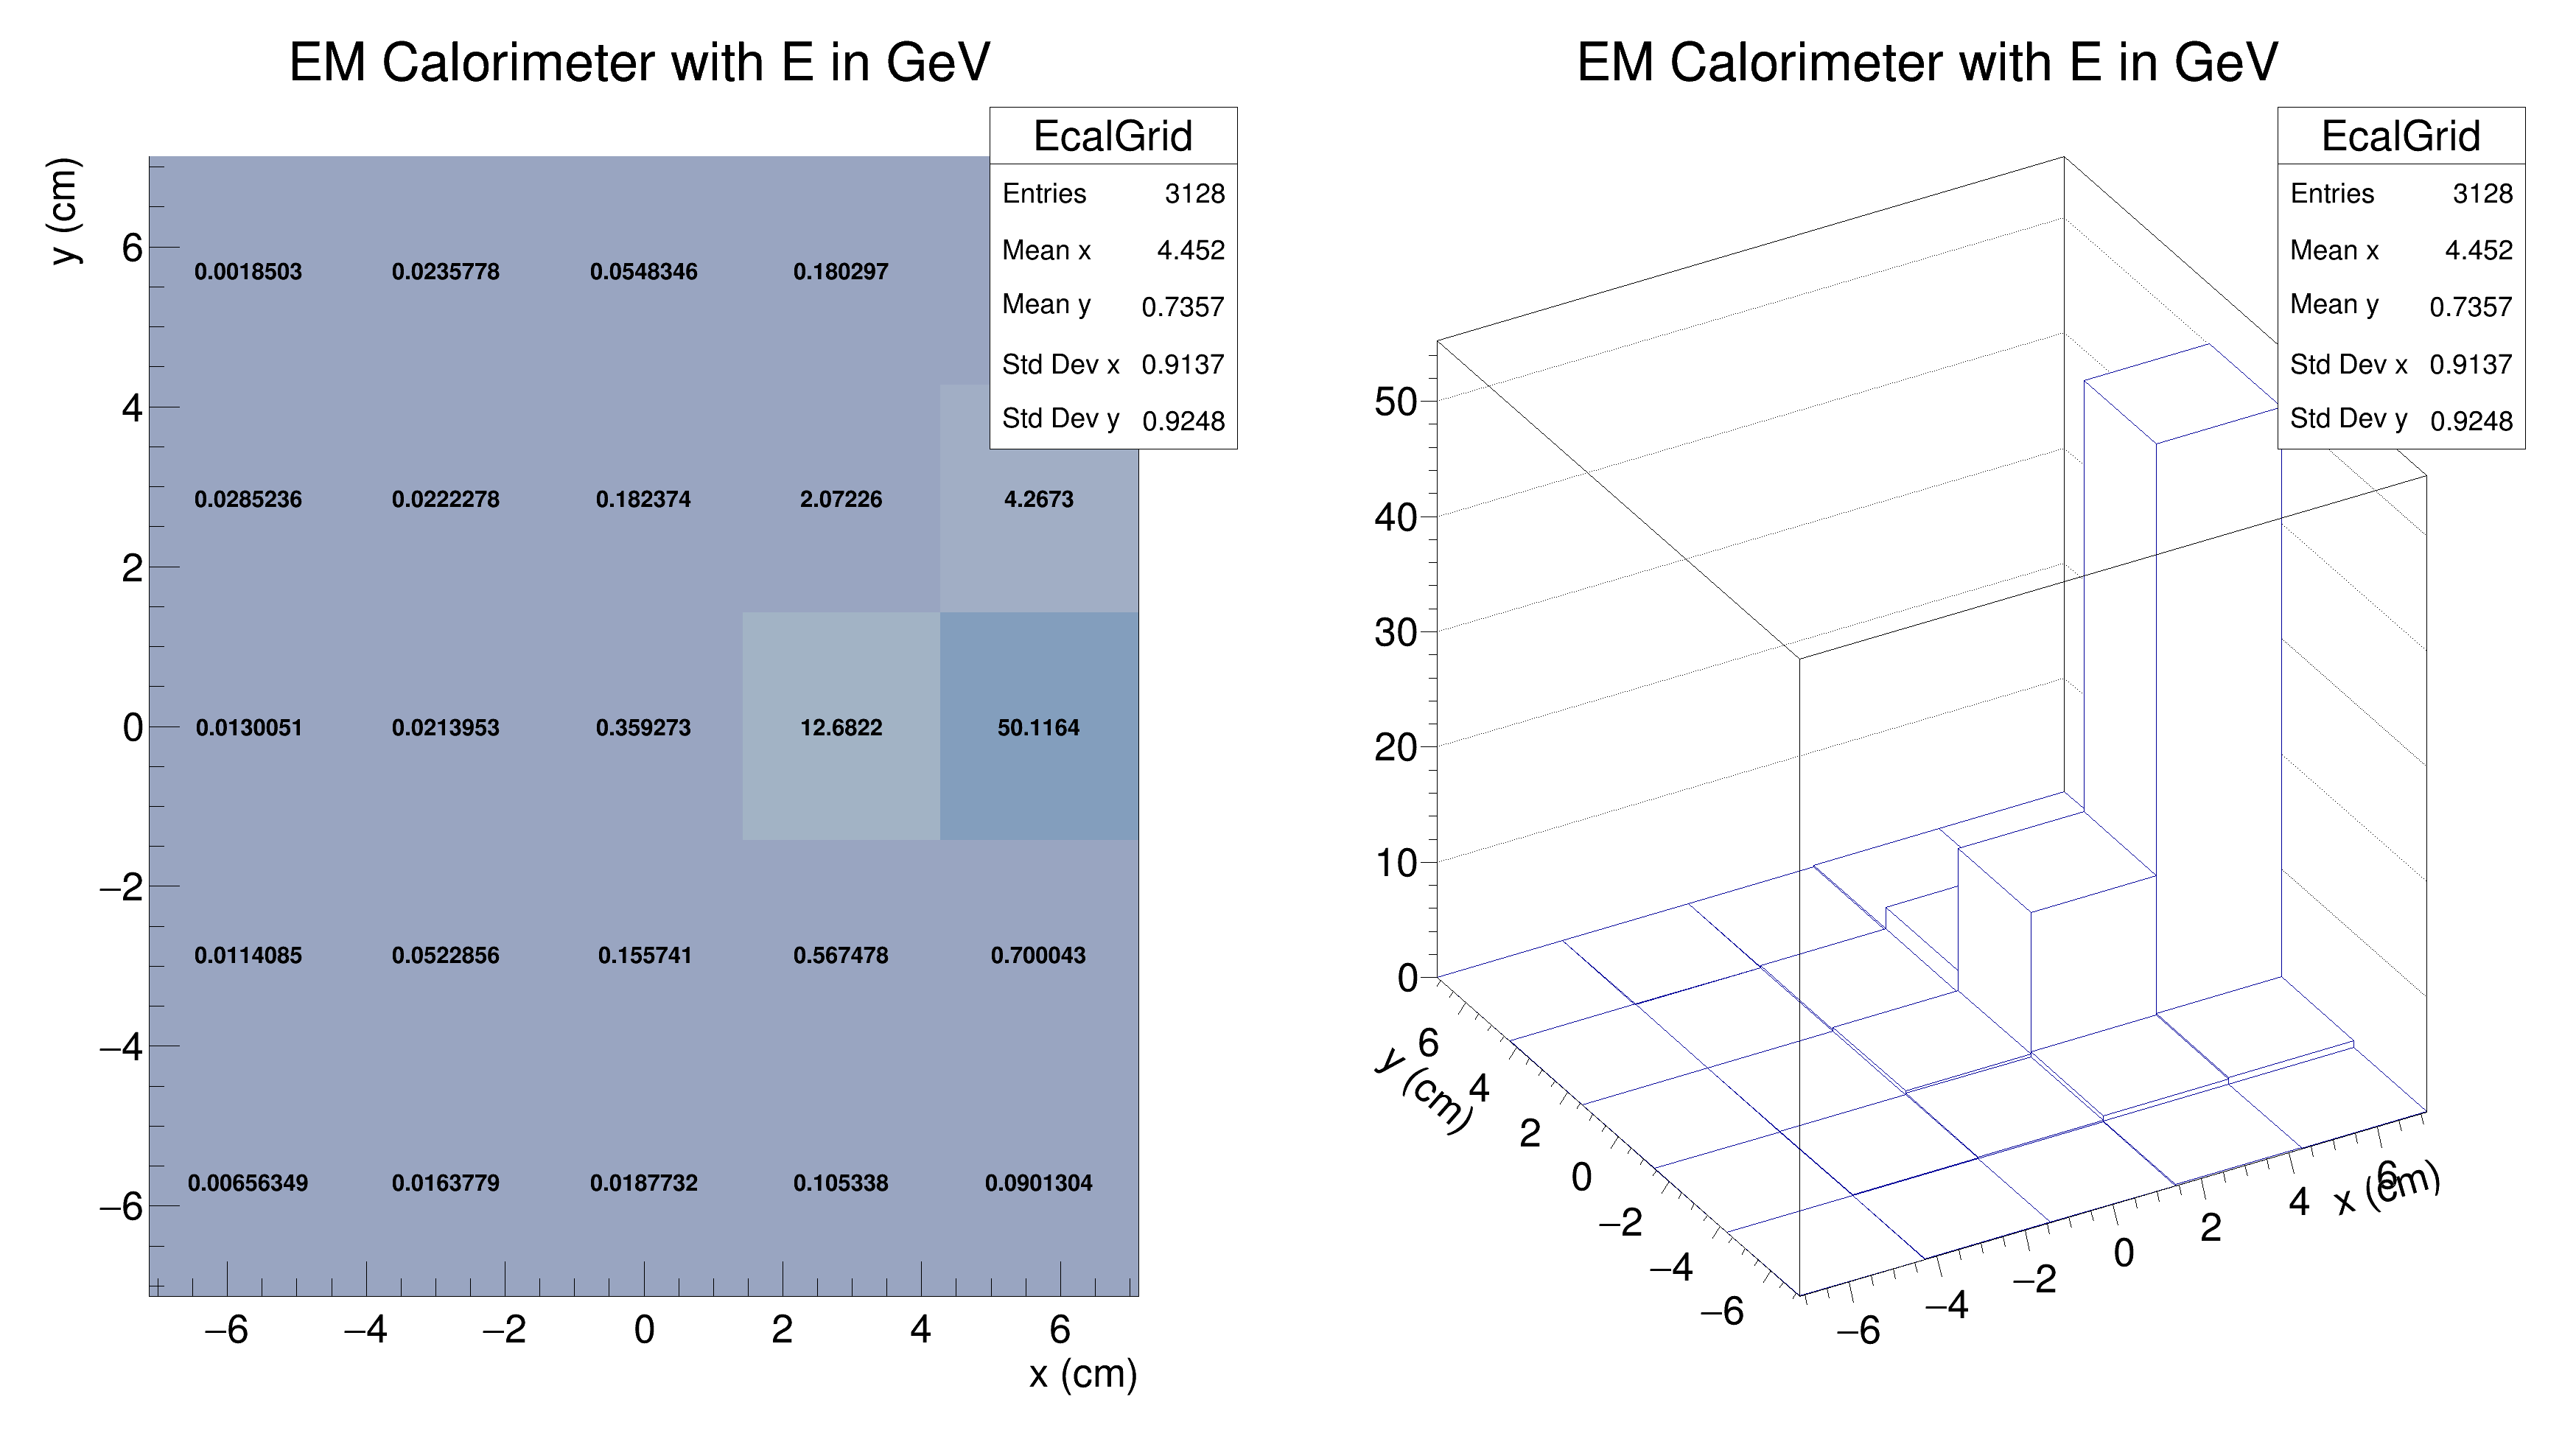 EM Calorimeter with E in GeV
EcalGrid
Entries 3128
Mean x 4.452
Mean y 0.7357
Std Dev x 0.9137
Std Dev y 0.9248
y (cm)
6
4
2
0
−2
−4
−6
0.0018503 0.0235778 0.0548346 0.180297
0.0285236 0.0222278 0.182374 2.07226 4.2673
0.0130051 0.0213953 0.359273 12.6822 50.1164
0.0114085 0.0522856 0.155741 0.567478 0.700043
0.00656349 0.0163779 0.0187732 0.105338 0.0901304
−6 −4 −2 0 2 4 6
x (cm)
EM Calorimeter with E in GeV
EcalGrid
Entries 3128
Mean x 4.452
Mean y 0.7357
Std Dev x 0.9137
Std Dev y 0.9248
50
40
30
20
10
0
6
4
2
0
−2
−4
−6
y (cm)
−6
−4
−2
0
2
4
6
x (cm)